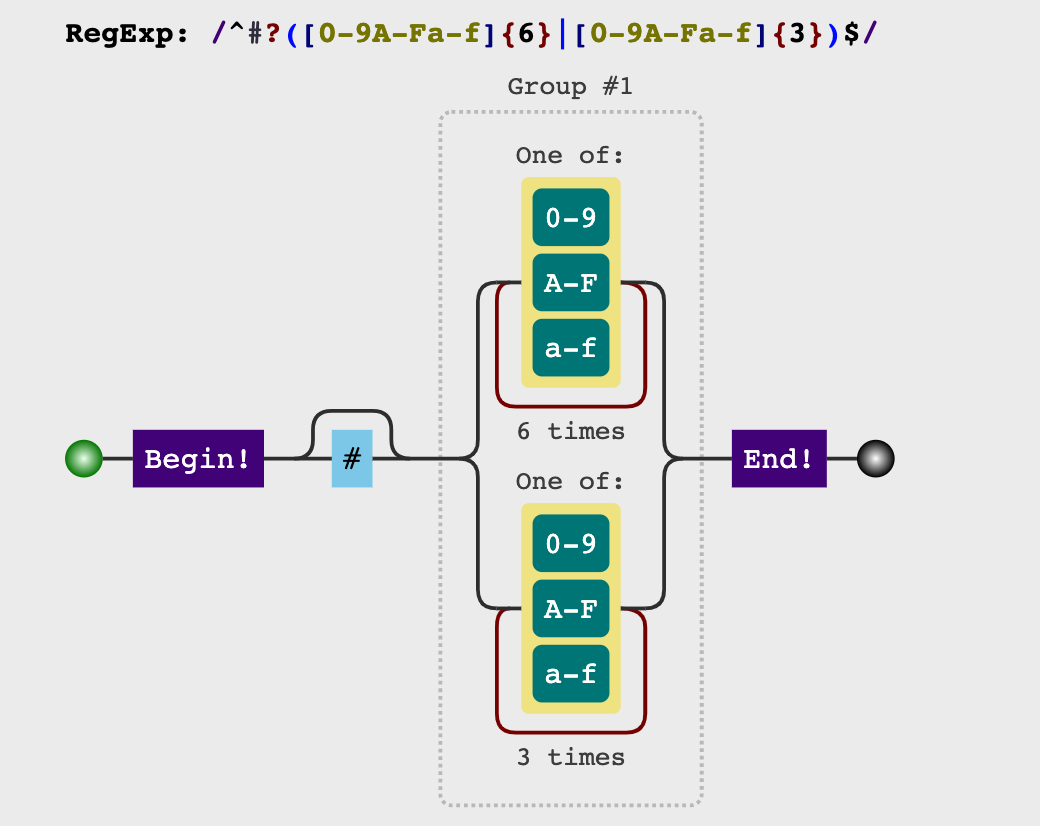 RegExp: /^#?([0-9A-Fa-f]{6}|[0-9A-Fa-f]{3})$/
Group #1
One of:
0-9
A-F
a-f
6 times
Begin!
#
End!
One of:
0-9
A-F
a-f
3 times